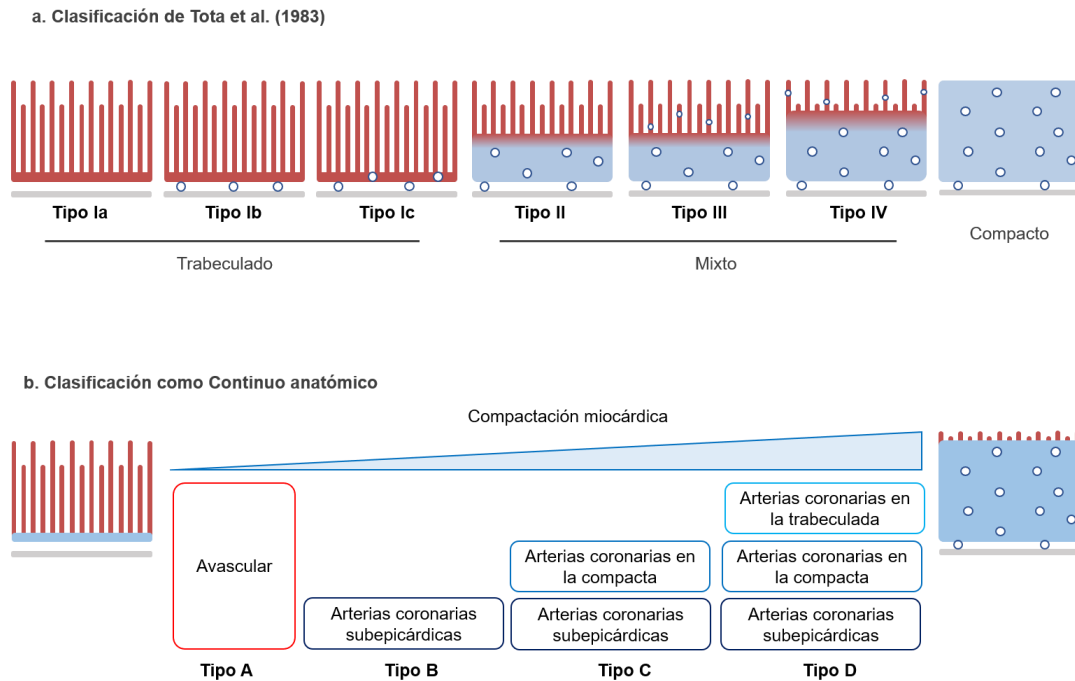 a. Clasificación de Tota et al. (1983)
Tipo Ia
Tipo Ib
Tipo Ic
Tipo II
Tipo III
Tipo IV
Compacto
Trabeculado
Mixto
b. Clasificación como Continuo anatómico
Compactación miocárdica
Avascular
Arterias coronarias
subepicárdicas
Arterias coronarias en
la compacta
Arterias coronarias
subepicárdicas
Arterias coronarias en
la trabeculada
Arterias coronarias en
la compacta
Arterias coronarias
subepicárdicas
Tipo A
Tipo B
Tipo C
Tipo D